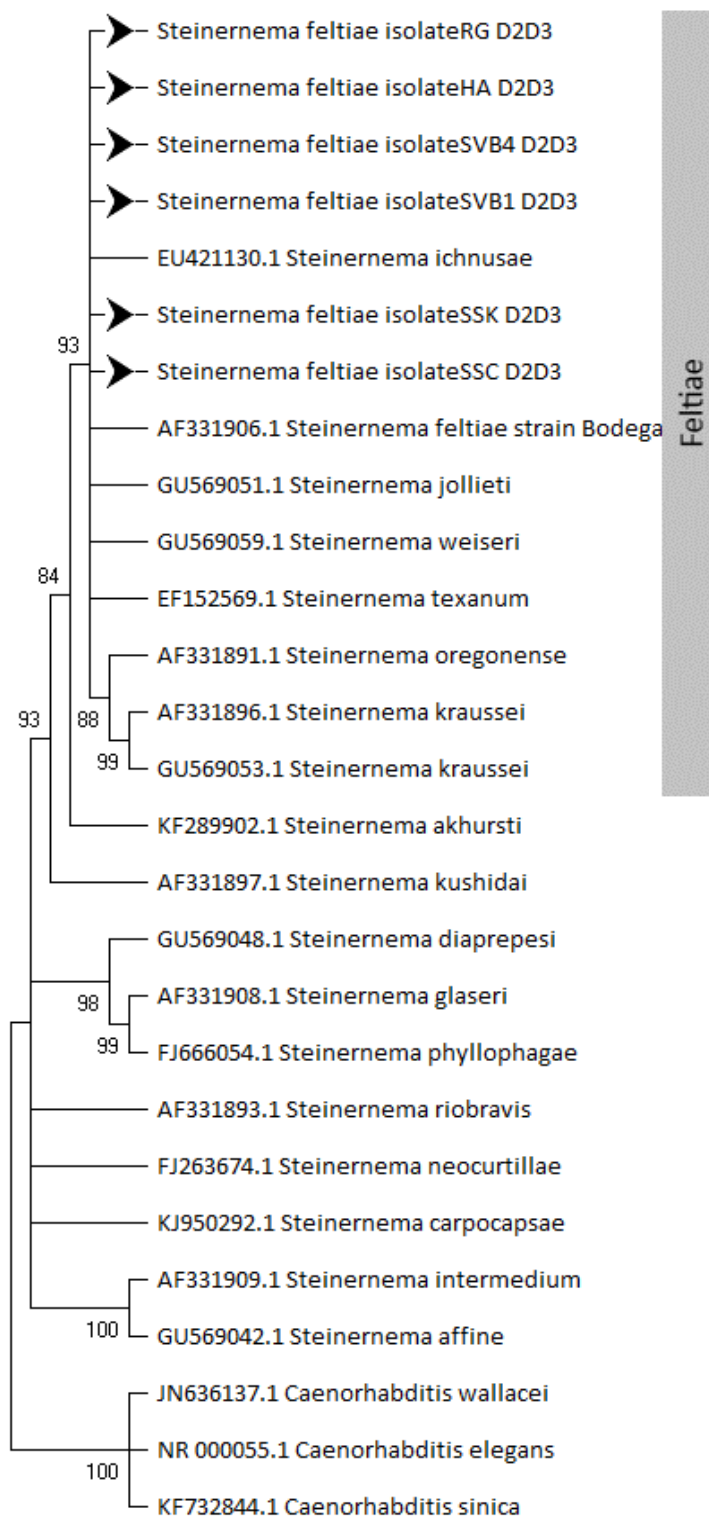 Steinernema feltiae isolateRG D2D3
Steinernema feltiae isolateHA D2D3
Steinernema feltiae isolateSVB4 D2D3
Steinernema feltiae isolateSVB1 D2D3
EU421130.1 Steinernema ichnusae
Steinernema feltiae isolateSSK D2D3
93
Steinernema feltiae isolateSSC D2D3
Feltiae
AF331906.1 Steinernema feltiae strain Bodega
GU569051.1 Steinernema jollieti
GU569059.1 Steinernema weiseri
84
EF152569.1 Steinernema texanum
AF331891.1 Steinernema oregonense
93
88
AF331896.1 Steinernema kraussei
99
GU569053.1 Steinernema kraussei
KF289902.1 Steinernema akhursti
AF331897.1 Steinernema kushidai
GU569048.1 Steinernema diaprepesi
98
AF331908.1 Steinernema glaseri
99
FJ666054.1 Steinernema phyllophagae
AF331893.1 Steinernema riobravis
FJ263674.1 Steinernema neocurtillae
KJ950292.1 Steinernema carpocapsae
AF331909.1 Steinernema intermedium
100
GU569042.1 Steinernema affine
JN636137.1 Caenorhabditis wallacei
NR 000055.1 Caenorhabditis elegans
100
KF732844.1 Caenorhabditis sinica